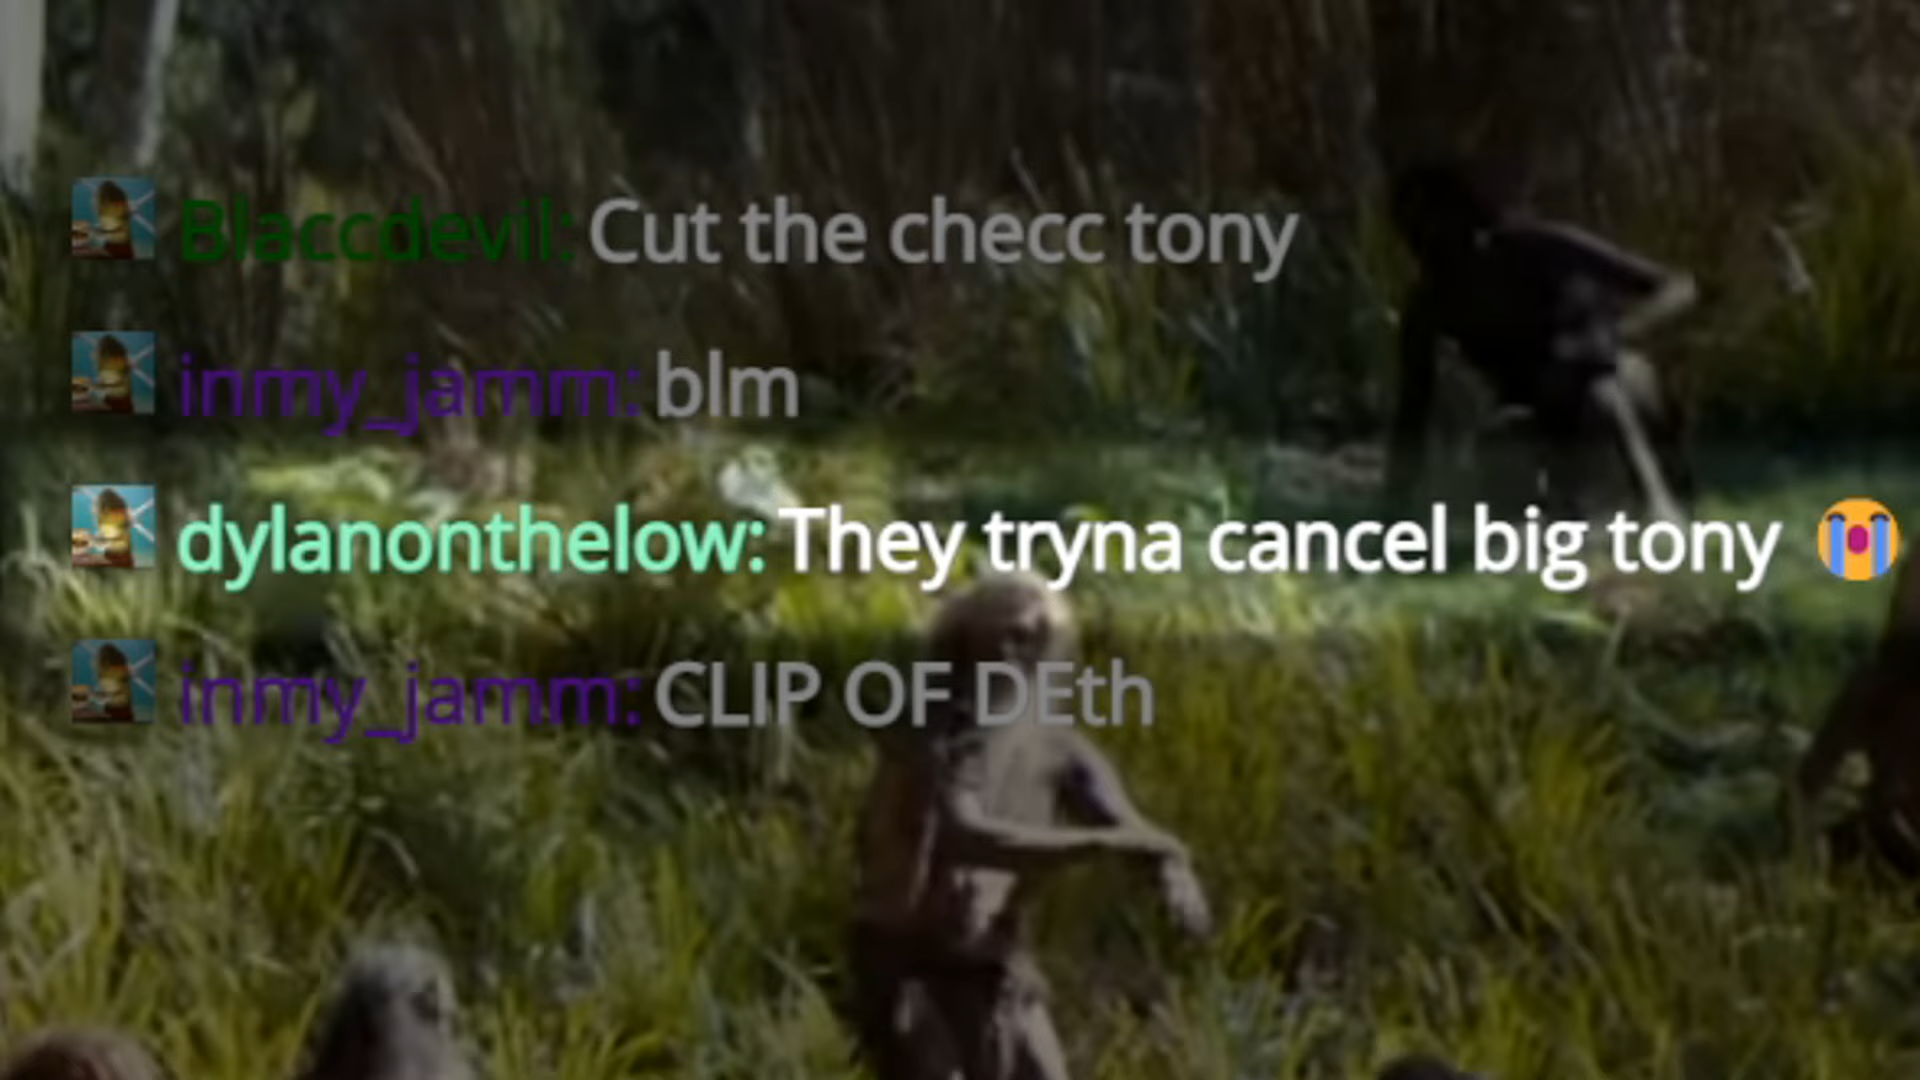 Blaccdevil: Cut the checc tony
inmy_jamm: blm
dylanonthelow: They tryna cancel big tony 😭
inmy_jamm: CLIP OF DEth